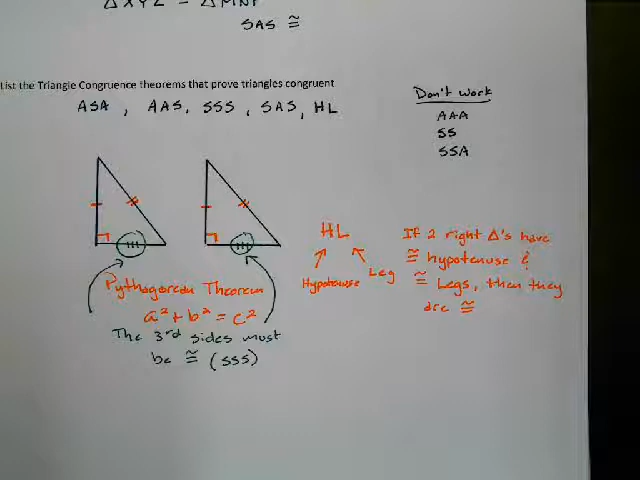 Δ XYZ = Δ MNP
SAS ≅
List the Triangle Congruence theorems that prove triangles congruent
ASA , AAS, SSS , SAS, HL
Don't Work
AAA
SS
SSA
HL
Hypotenuse
Leg
If 2 right Δ's have
≅ hypotenuse &
≅ Legs, then they
are ≅
Pythagorean Theorem
a² + b² = c²
The 3rd sides must
be ≅ (SSS)